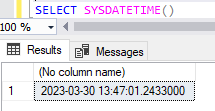 SELECT SYSDATETIME()
100 %
Results Messages
(No column name)
1 2023-03-30 13:47:01.2433000